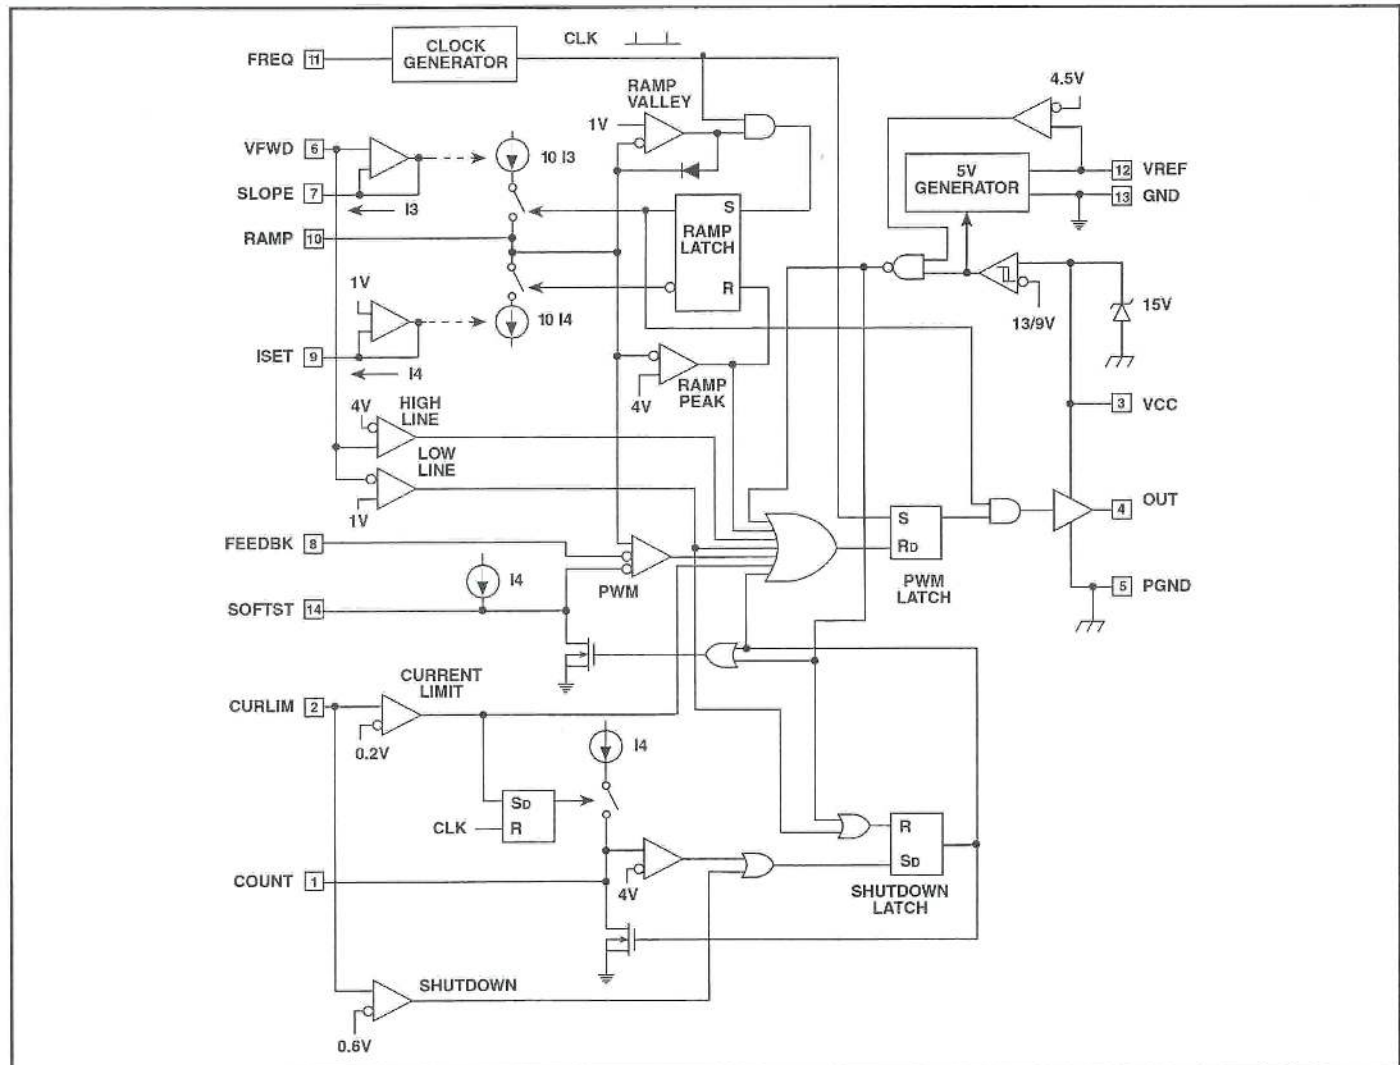 CLOCK
GENERATOR
CLK
FREQ 11
RAMP
VALLEY
4.5V
1V
VFWD 6
10 I3
5V
GENERATOR
12 VREF
SLOPE 7
I3
13 GND
S
RAMP
LATCH
R
RAMP 10
1V
10 I4
13/9V
15V
ISET 9
I4
RAMP
PEAK
4V
4V
HIGH
LINE
3 VCC
LOW
LINE
1V
4 OUT
S
RD
PWM
LATCH
FEEDBK 8
I4
PWM
5 PGND
SOFTST 14
CURRENT
LIMIT
CURLIM 2
0.2V
I4
SD
R
CLK
R
SD
SHUTDOWN
LATCH
COUNT 1
4V
SHUTDOWN
0.6V